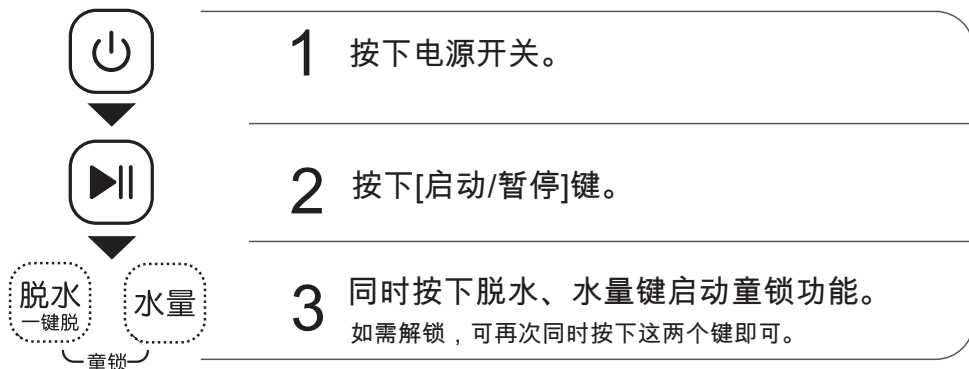 1 按下电源开关。
2 按下[启动/暂停]键。
脱水
一键脱
水量
童锁
3 同时按下脱水、水量键启动童锁功能。
如需解锁，可再次同时按下这两个键即可。